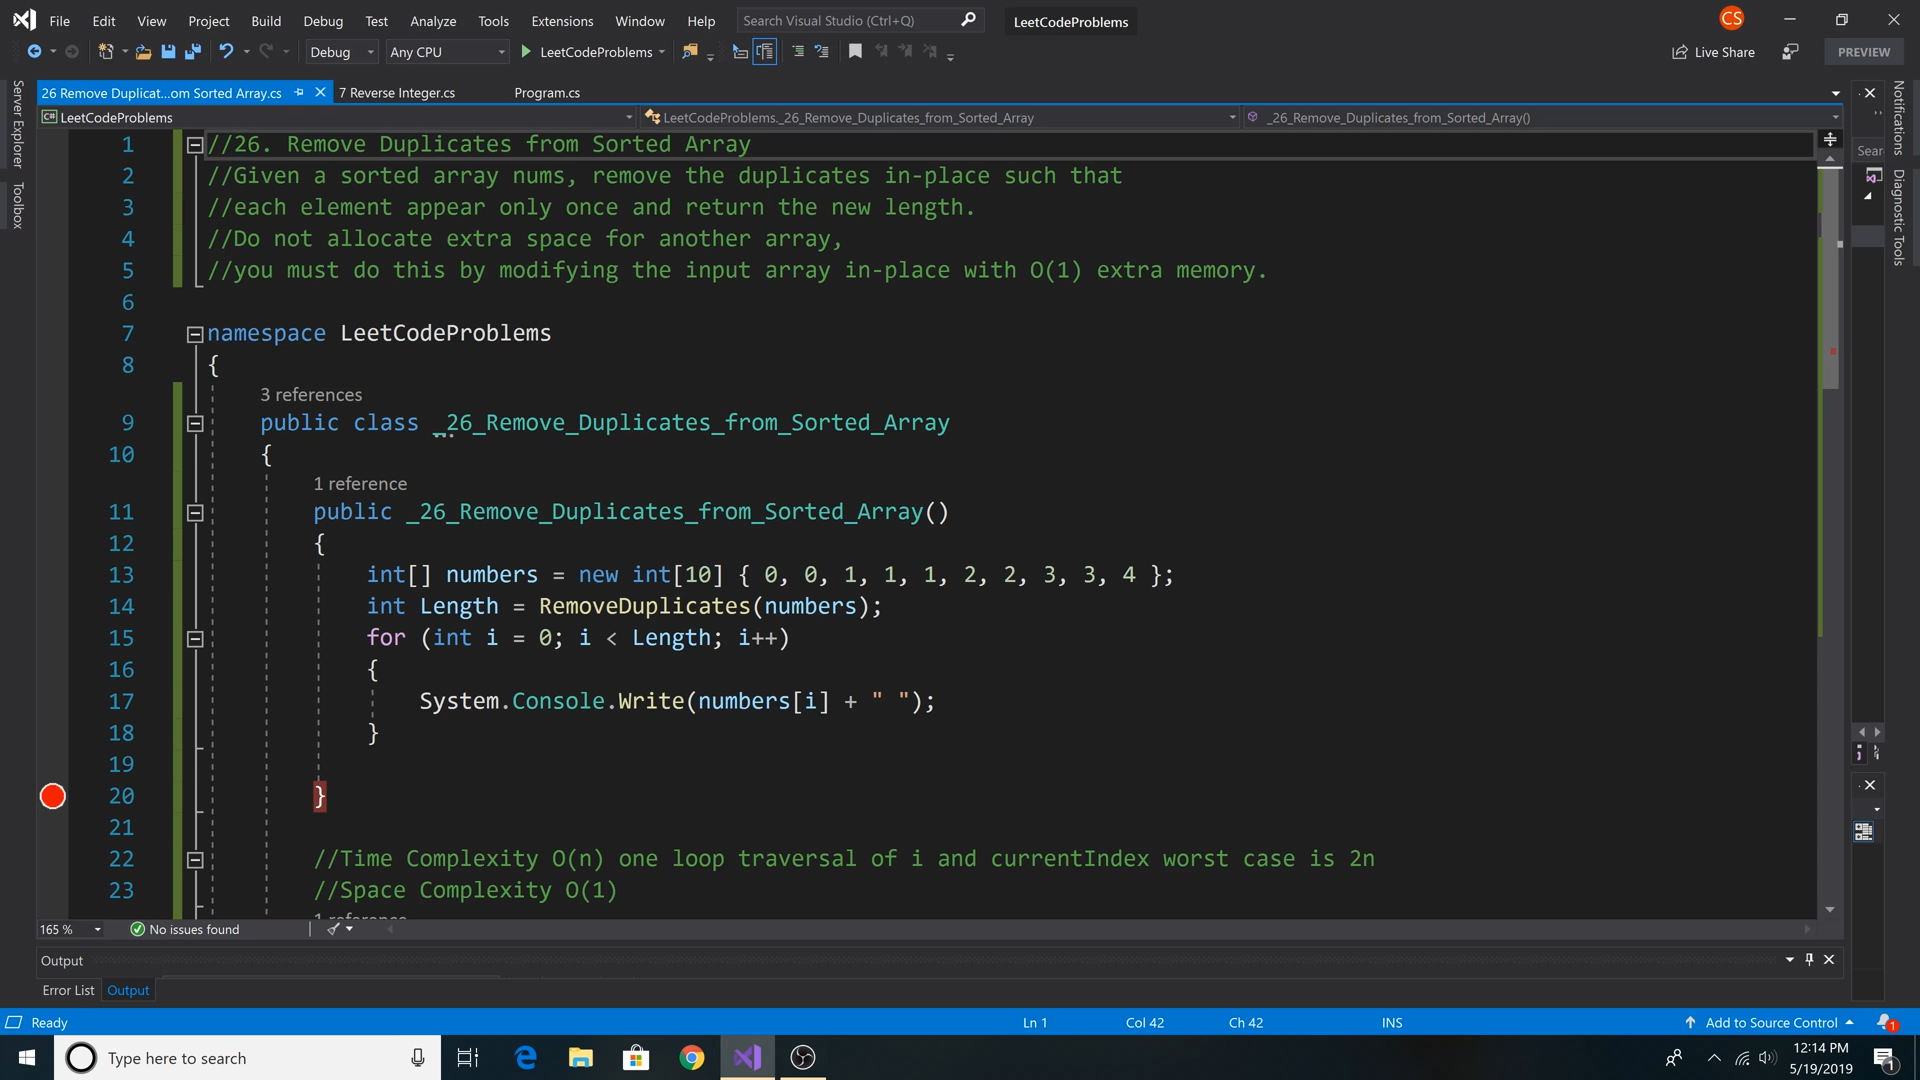 File Edit View Project Build Debug Test Analyze Tools Extensions Window Help Search Visual Studio (Ctrl+Q) LeetCodeProblems CS
Debug Any CPU LeetCodeProblems Live Share PREVIEW
26 Remove Duplicat...om Sorted Array.cs 7 Reverse Integer.cs Program.cs
C# LeetCodeProblems LeetCodeProblems._26_Remove_Duplicates_from_Sorted_Array _26_Remove_Duplicates_from_Sorted_Array()
Server Explorer
Toolbox
Notifications
Diagnostic Tools
Sear
1 //26. Remove Duplicates from Sorted Array
2 //Given a sorted array nums, remove the duplicates in-place such that
3 //each element appear only once and return the new length.
4 //Do not allocate extra space for another array,
5 //you must do this by modifying the input array in-place with O(1) extra memory.
6
7 namespace LeetCodeProblems
8 {
3 references
9 public class _26_Remove_Duplicates_from_Sorted_Array
10 {
1 reference
11 public _26_Remove_Duplicates_from_Sorted_Array()
12 {
13 int[] numbers = new int[10] { 0, 0, 1, 1, 1, 2, 2, 3, 3, 4 };
14 int Length = RemoveDuplicates(numbers);
15 for (int i = 0; i < Length; i++)
16 {
17 System.Console.Write(numbers[i] + " ");
18 }
19
20 }
21
22 //Time Complexity O(n) one loop traversal of i and currentIndex worst case is 2n
23 //Space Complexity O(1)
1 reference
165 % No issues found
Output
Error List Output
Ready Ln 1 Col 42 Ch 42 INS Add to Source Control 1
Type here to search
12:14 PM
5/19/2019
1